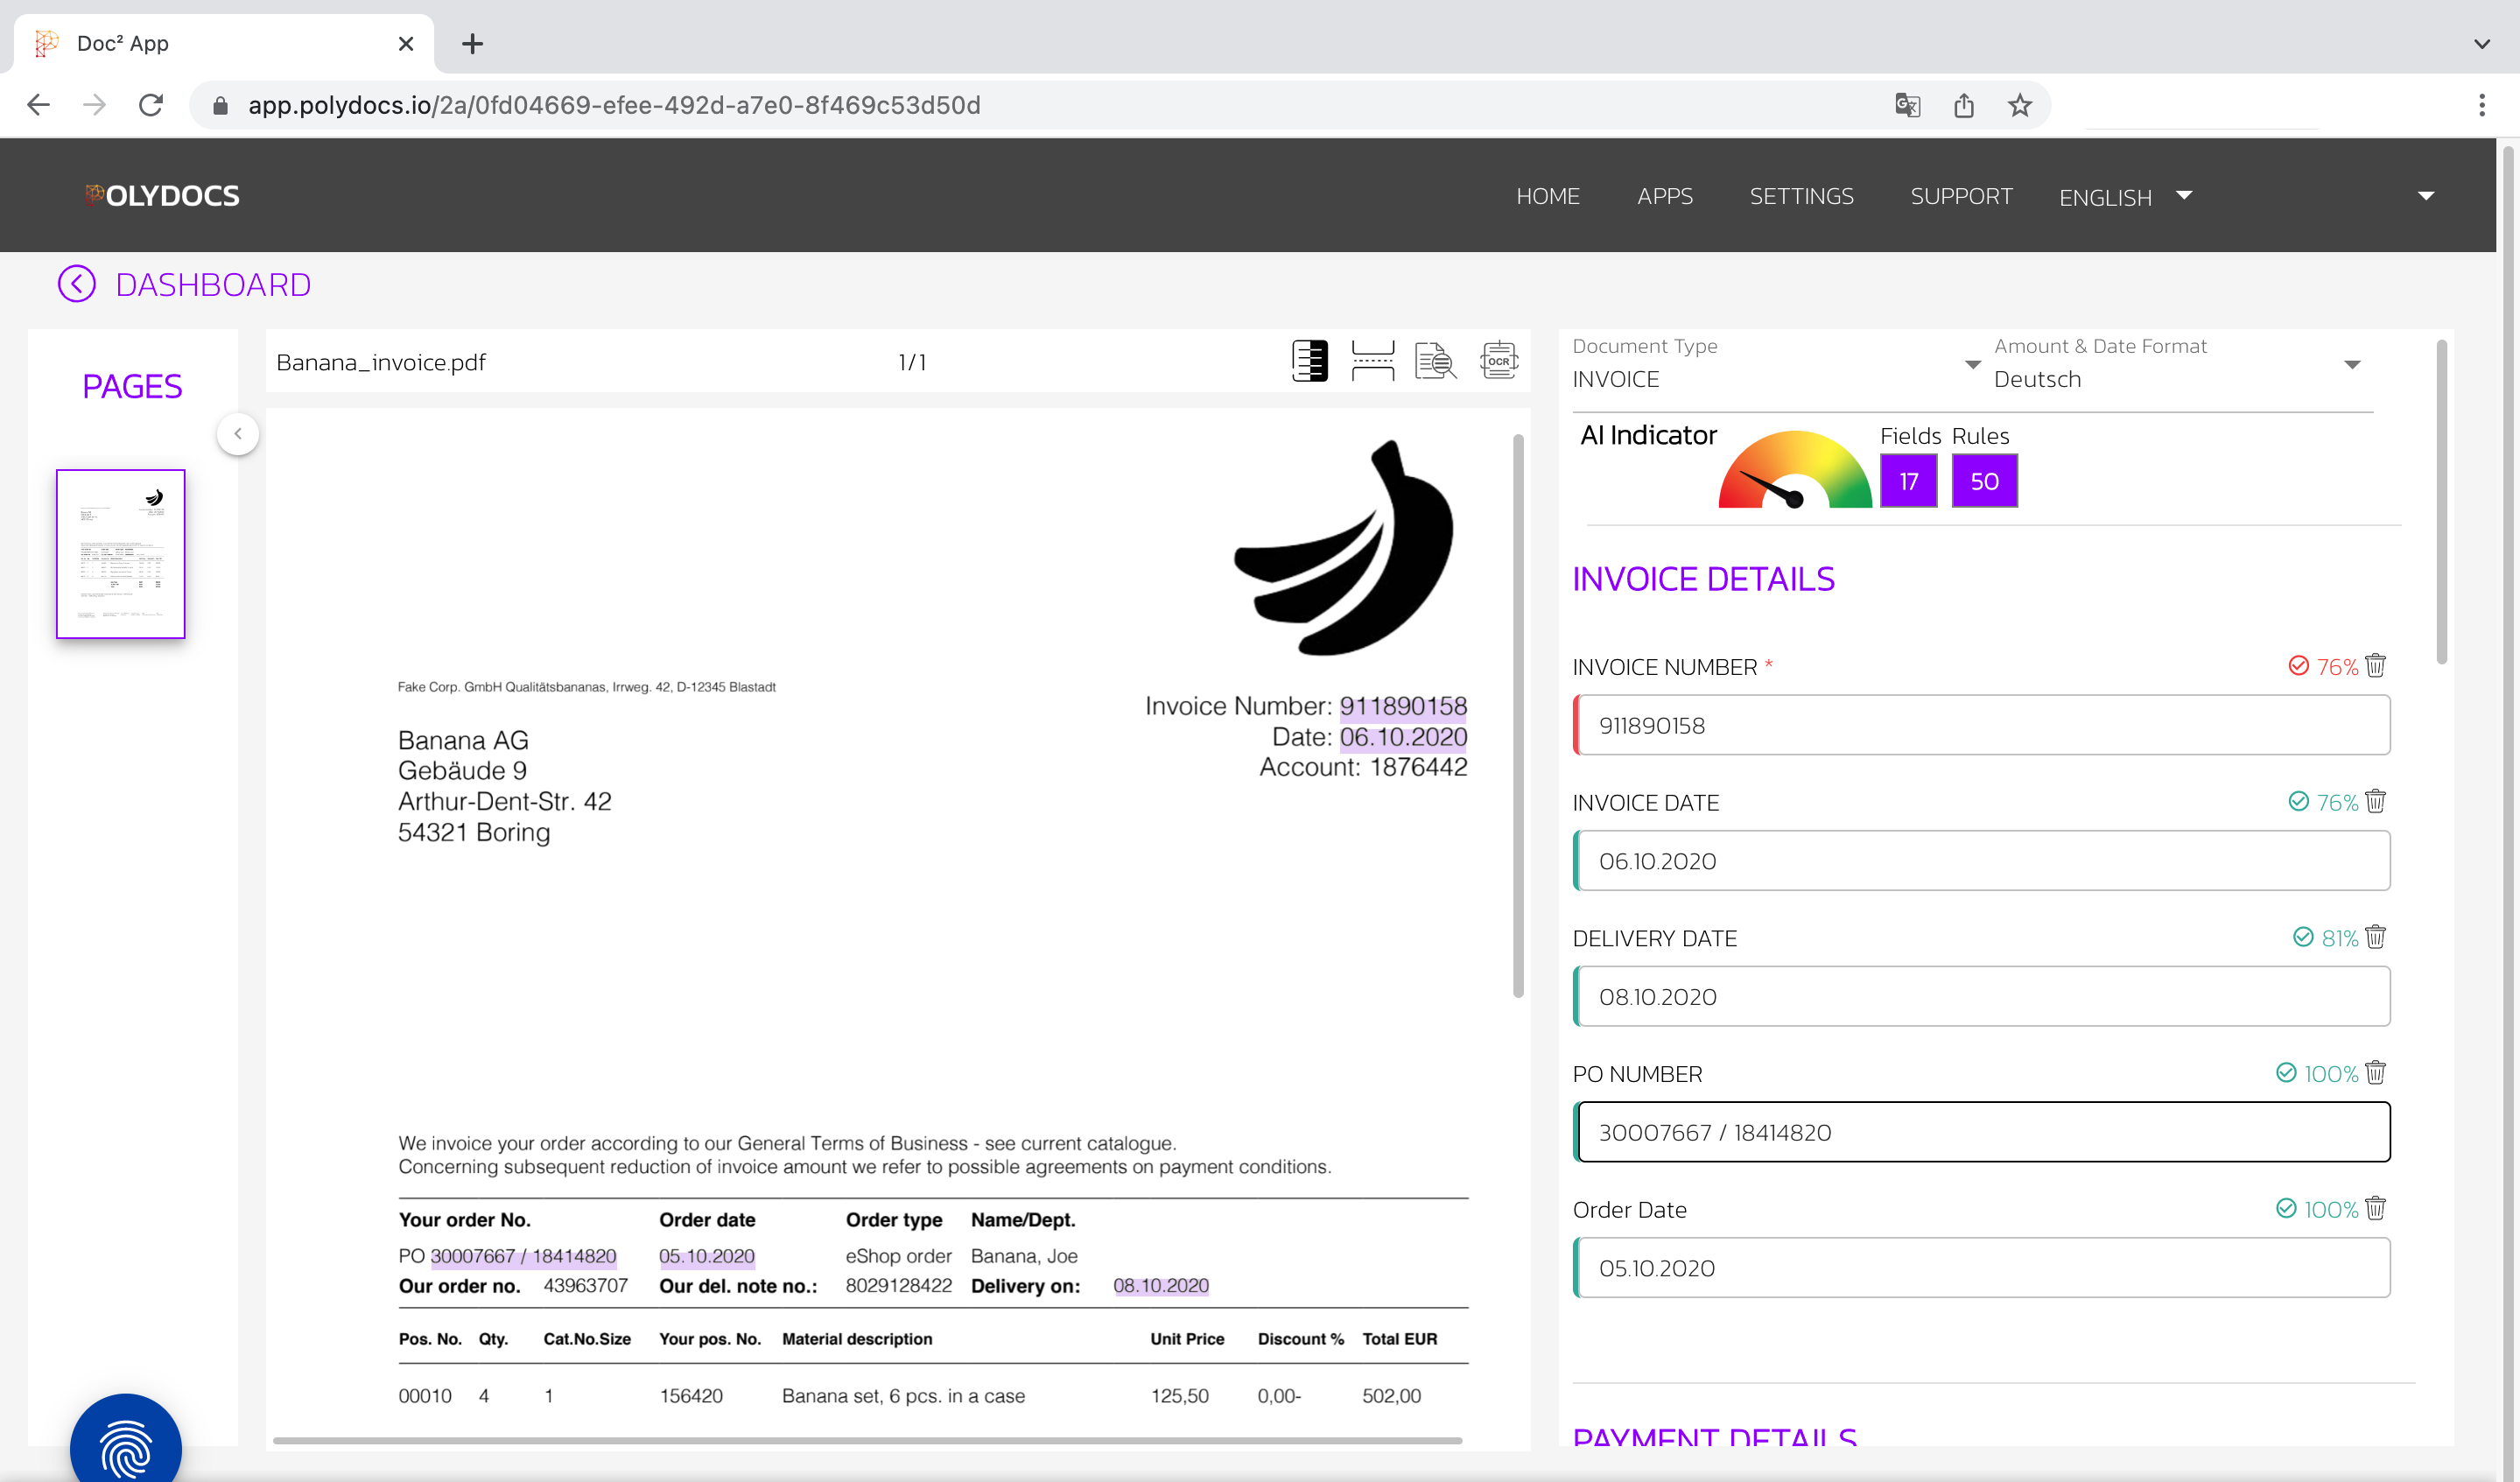 Doc² App
app.polydocs.io/2a/0fd04669-efee-492d-a7e0-8f469c53d50d
POLYDOCS
HOME APPS SETTINGS SUPPORT ENGLISH
DASHBOARD
PAGES
Banana_invoice.pdf 1/1
OCR
Fake Corp. GmbH Qualitätsbananas, Irrweg. 42, D-12345 Blastadt
Banana AG
Gebäude 9
Arthur-Dent-Str. 42
54321 Boring
Invoice Number: 911890158
Date: 06.10.2020
Account: 1876442
We invoice your order according to our General Terms of Business - see current catalogue.
Concerning subsequent reduction of invoice amount we refer to possible agreements on payment conditions.
Your order No. Order date Order type Name/Dept.
PO 30007667 / 18414820 05.10.2020 eShop order Banana, Joe
Our order no. 43963707 Our del. note no.: 8029128422 Delivery on: 08.10.2020
Pos. No. Qty. Cat.No.Size Your pos. No. Material description Unit Price Discount % Total EUR
00010 4 1 156420 Banana set, 6 pcs. in a case 125,50 0,00- 502,00
Document Type Amount & Date Format
INVOICE Deutsch
AI Indicator Fields Rules
17 50
INVOICE DETAILS
INVOICE NUMBER * 76%
911890158
INVOICE DATE 76%
06.10.2020
DELIVERY DATE 81%
08.10.2020
PO NUMBER 100%
30007667 / 18414820
Order Date 100%
05.10.2020
PAYMENT DETAILS